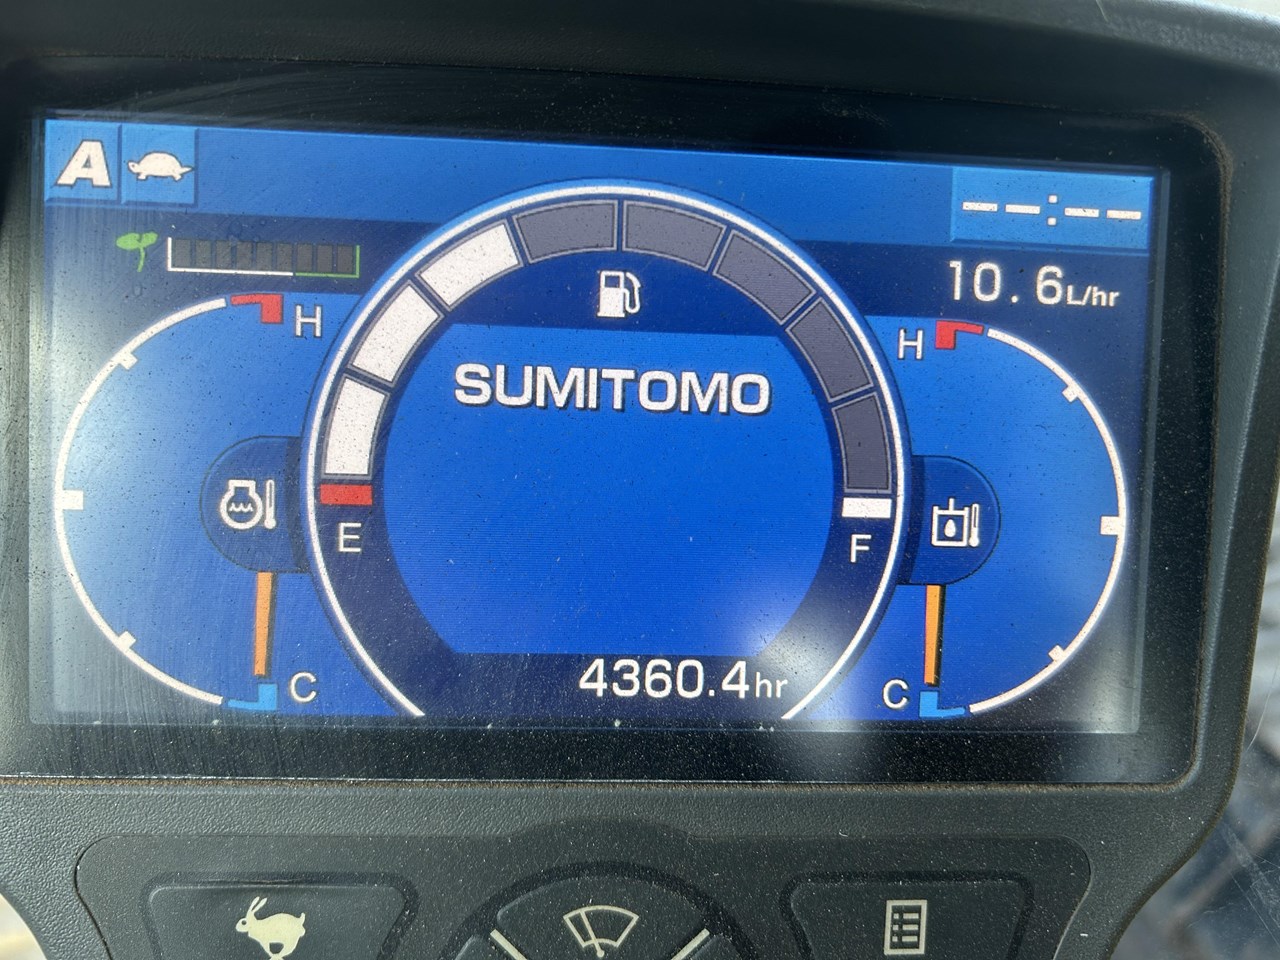 A
-- -- : -- --
10.6L/hr
H
H
SUMITOMO
E
F
4360.4hr
C
C